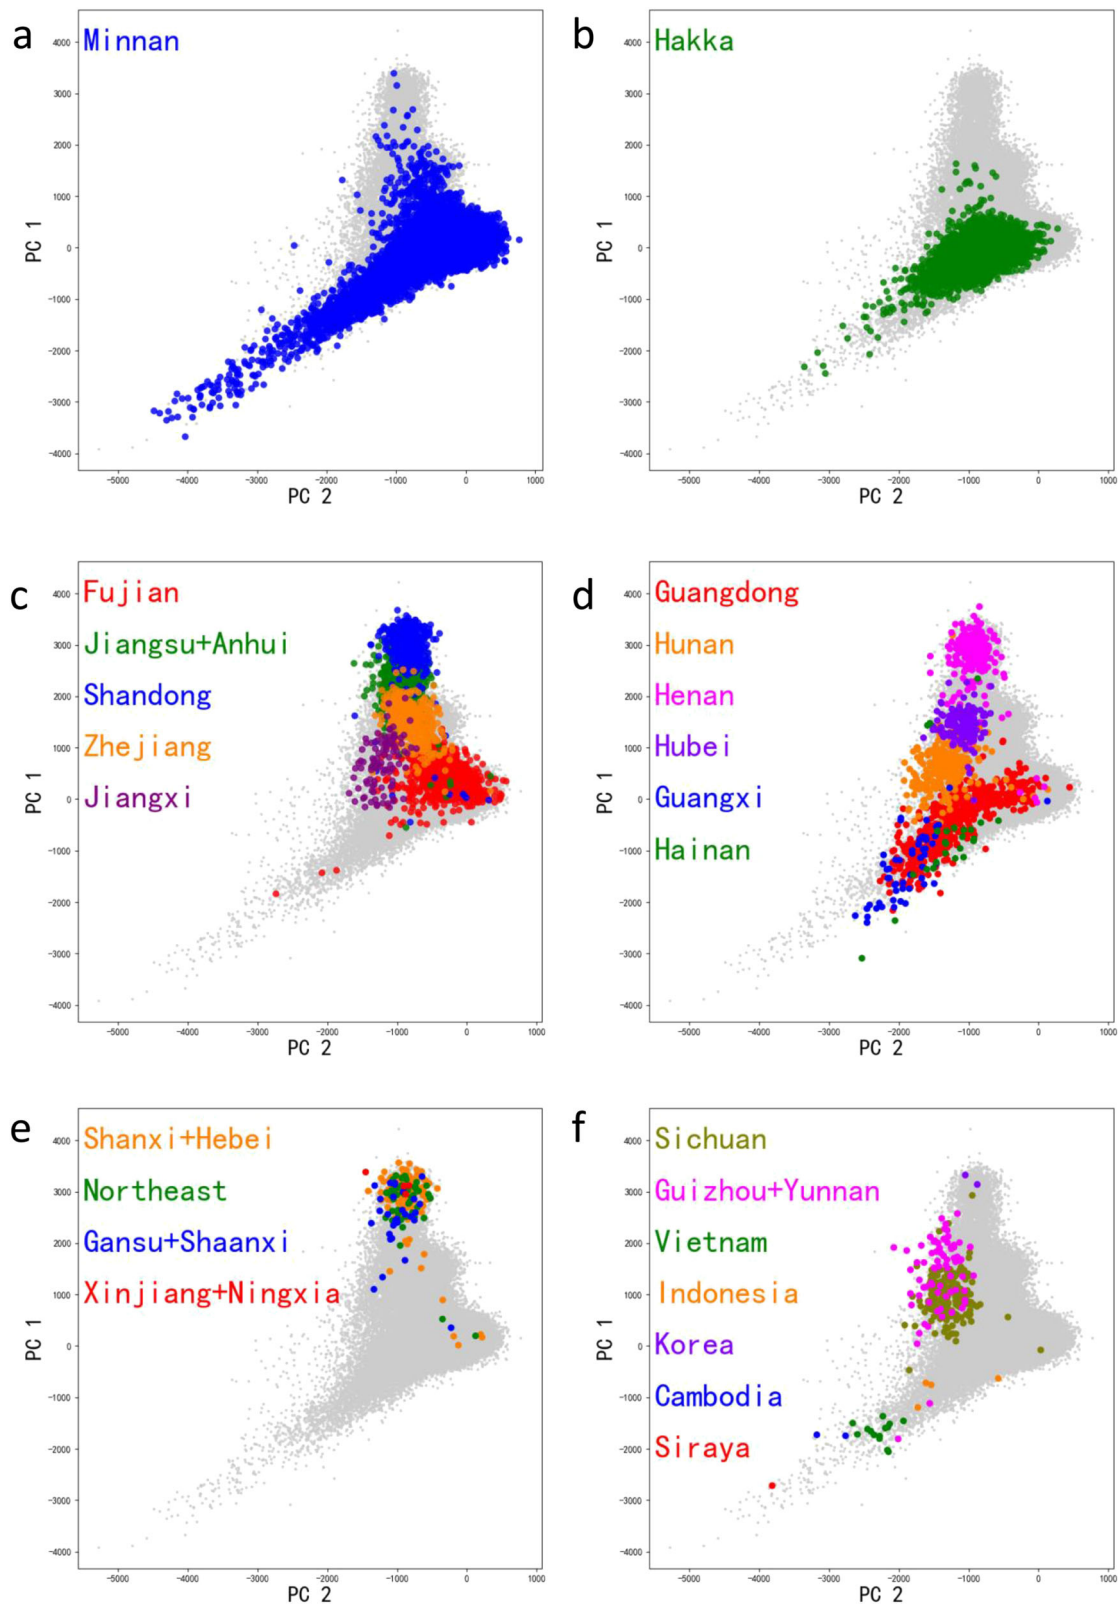 a
Minnan
4000
3000
2000
1000
0
−1000
−2000
−3000
−4000
PC 1
−5000 −4000 −3000 −2000 −1000 0 1000
PC 2
b
Hakka
4000
3000
2000
1000
0
−1000
−2000
−3000
−4000
PC 1
−5000 −4000 −3000 −2000 −1000 0 1000
PC 2
c
Fujian
Jiangsu+Anhui
Shandong
Zhejiang
Jiangxi
4000
3000
2000
1000
0
−1000
−2000
−3000
−4000
PC 1
−5000 −4000 −3000 −2000 −1000 0 1000
PC 2
d
Guangdong
Hunan
Henan
Hubei
Guangxi
Hainan
4000
3000
2000
1000
0
−1000
−2000
−3000
−4000
PC 1
−5000 −4000 −3000 −2000 −1000 0 1000
PC 2
e
Shanxi+Hebei
Northeast
Gansu+Shaanxi
Xinjiang+Ningxia
4000
3000
2000
1000
0
−1000
−2000
−3000
−4000
PC 1
−5000 −4000 −3000 −2000 −1000 0 1000
PC 2
f
Sichuan
Guizhou+Yunnan
Vietnam
Indonesia
Korea
Cambodia
Siraya
4000
3000
2000
1000
0
−1000
−2000
−3000
−4000
PC 1
−5000 −4000 −3000 −2000 −1000 0 1000
PC 2